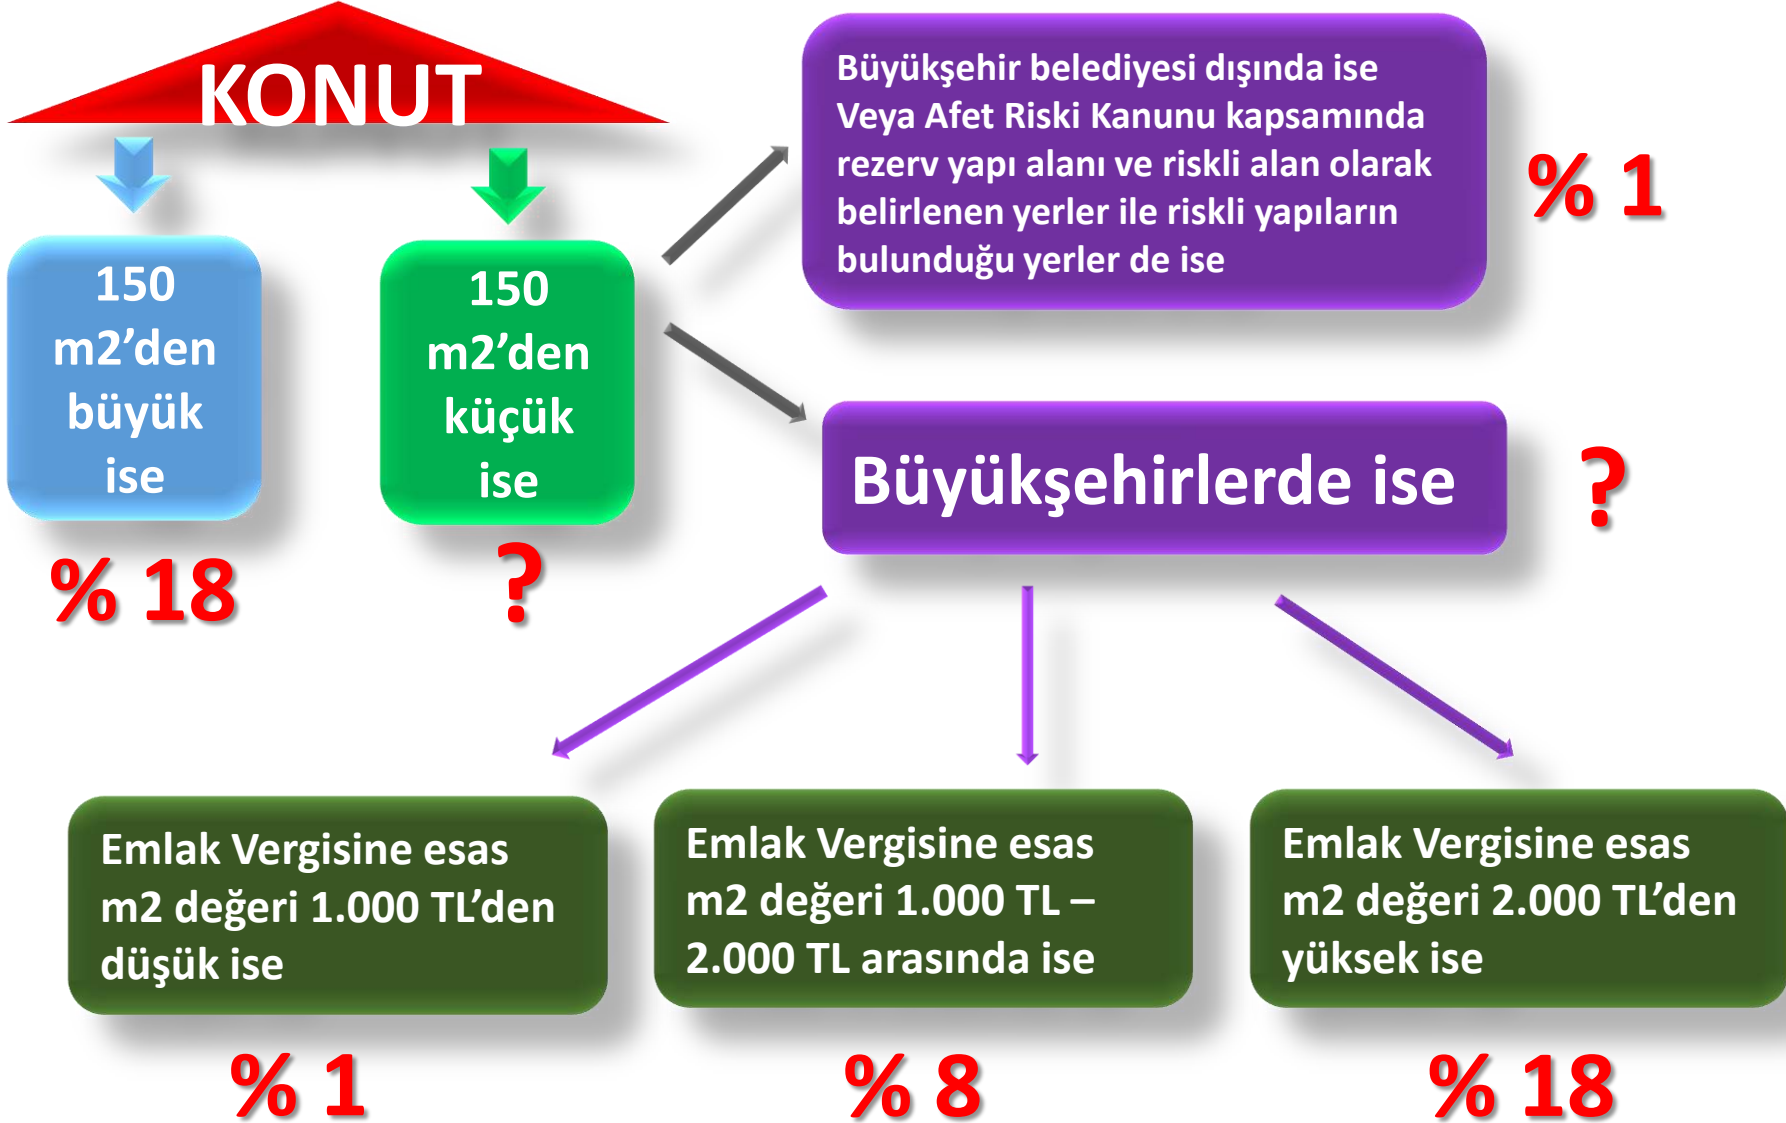 KONUT
150
m2’den
büyük
ise
% 18
150
m2’den
küçük
ise
?
Büyükşehir belediyesi dışında ise
Veya Afet Riski Kanunu kapsamında
rezerv yapı alanı ve riskli alan olarak
belirlenen yerler ile riskli yapıların
bulunduğu yerler de ise
% 1
Büyükşehirlerde ise
?
Emlak Vergisine esas
m2 değeri 1.000 TL’den
düşük ise
% 1
Emlak Vergisine esas
m2 değeri 1.000 TL –
2.000 TL arasında ise
% 8
Emlak Vergisine esas
m2 değeri 2.000 TL’den
yüksek ise
% 18